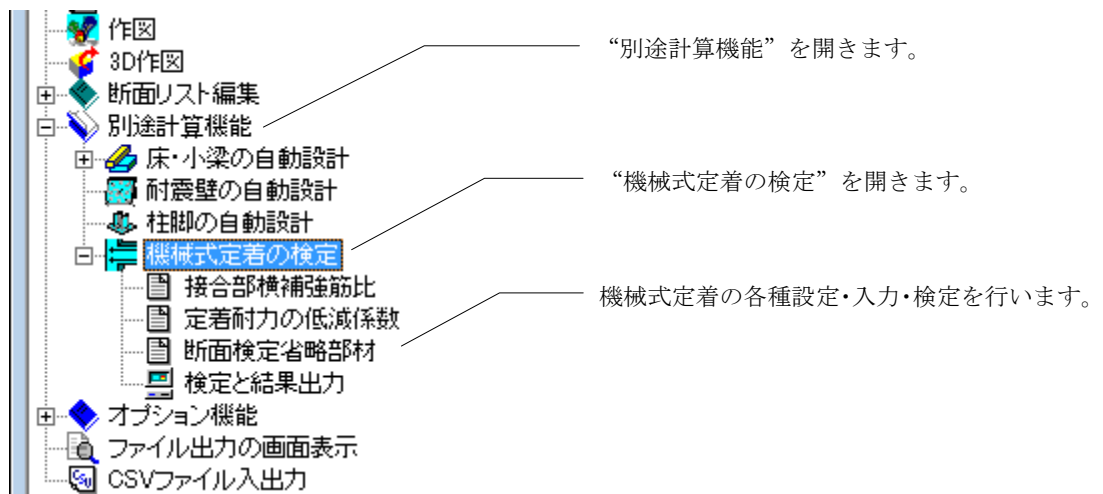 作図
“別途計算機能”を開きます。
3D作図
断面リスト編集
別途計算機能
床・小梁の自動設計
“機械式定着の検定”を開きます。
耐震壁の自動設計
柱脚の自動設計
機械式定着の検定
接合部横補強筋比
機械式定着の各種設定・入力・検定を行います。
定着耐力の低減係数
断面検定省略部材
検定と結果出力
オプション機能
ファイル出力の画面表示
CSVファイル入出力